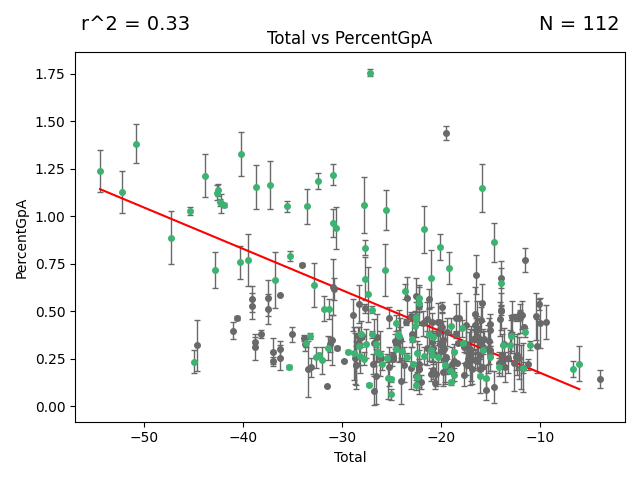 r^2 = 0.33
N = 112
Total vs PercentGpA
PercentGpA
1.75
1.50
1.25
1.00
0.75
0.50
0.25
0.00
−50
−40
−30
−20
−10
Total